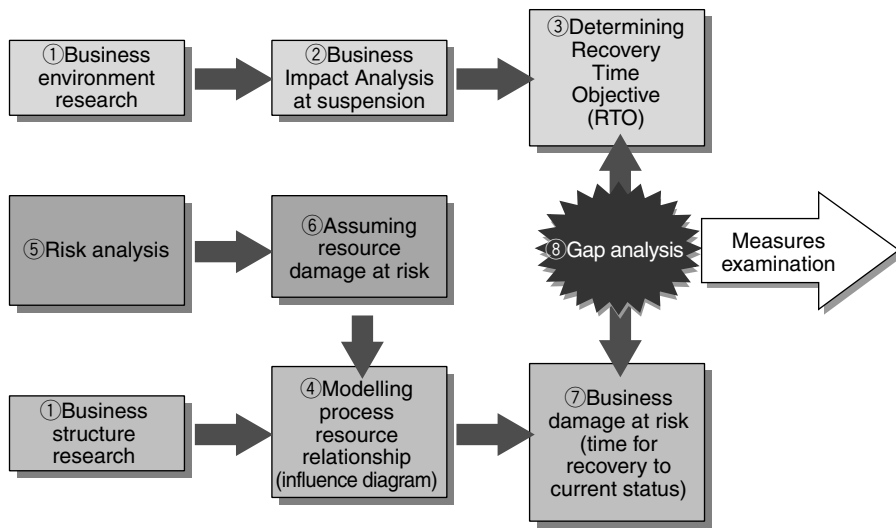 ①Business
environment
research
②Business
Impact Analysis
at suspension
③Determining
Recovery
Time
Objective
(RTO)
⑤Risk analysis
⑥Assuming
resource
damage at risk
⑧Gap analysis
Measures
examination
①Business
structure
research
④Modelling
process
resource
relationship
(influence diagram)
⑦Business
damage at risk
(time for
recovery to
current status)